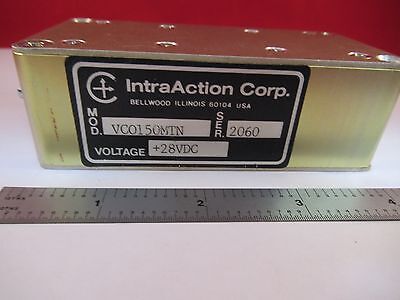 IntraAction Corp.
BELLWOOD ILLINOIS 60104 USA
MOD. VCO150MTN SER. 2060
VOLTAGE +28VDC
1 2 3 4